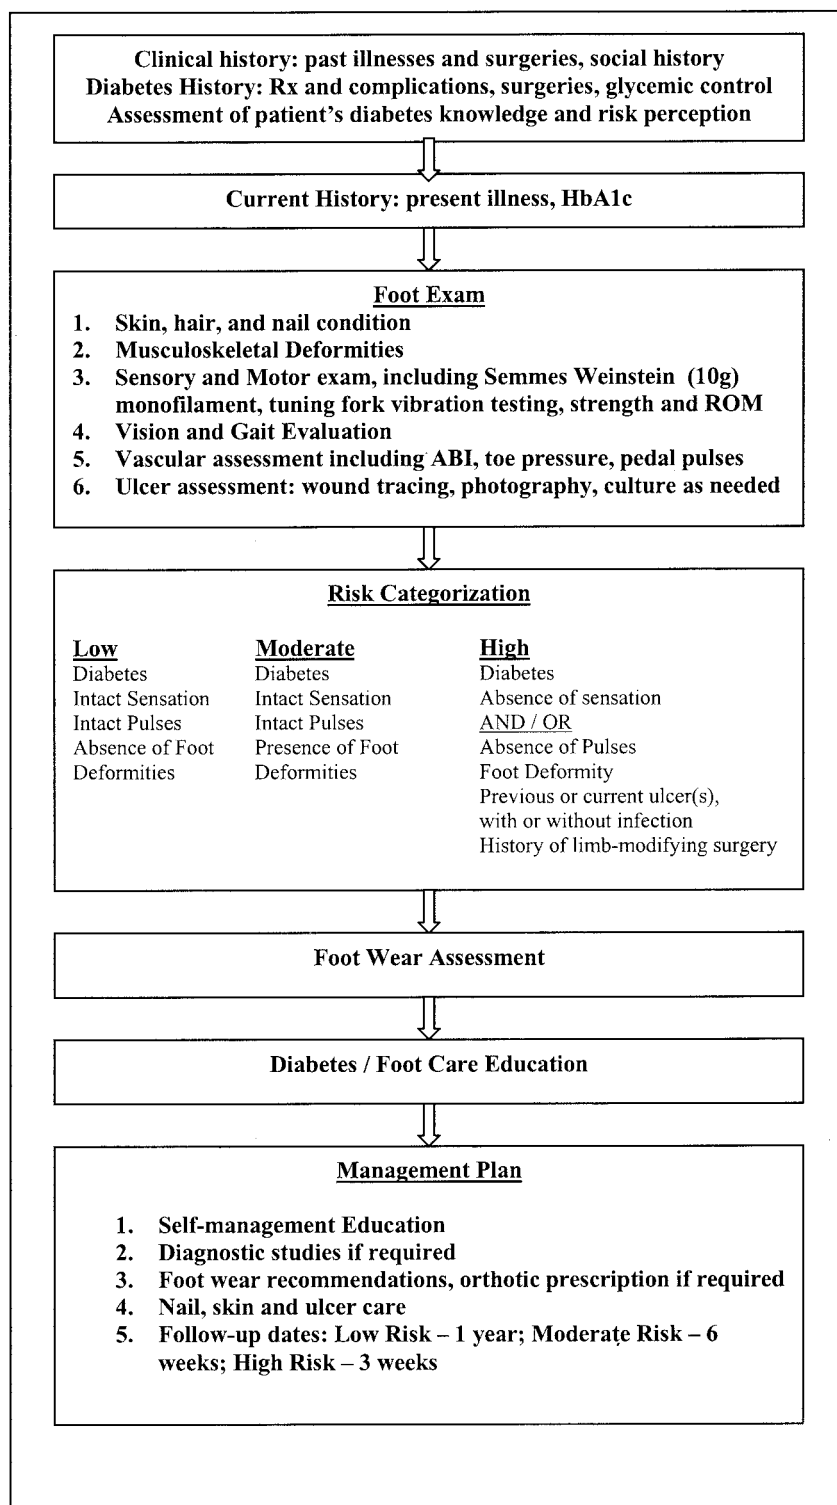 Clinical history: past illnesses and surgeries, social history
Diabetes History: Rx and complications, surgeries, glycemic control
Assessment of patient's diabetes knowledge and risk perception
Current History: present illness, HbA1c
Foot Exam
1. Skin, hair, and nail condition
2. Musculoskeletal Deformities
3. Sensory and Motor exam, including Semmes Weinstein (10g)
monofilament, tuning fork vibration testing, strength and ROM
4. Vision and Gait Evaluation
5. Vascular assessment including ABI, toe pressure, pedal pulses
6. Ulcer assessment: wound tracing, photography, culture as needed
Risk Categorization
Low
Diabetes
Intact Sensation
Intact Pulses
Absence of Foot
Deformities
Moderate
Diabetes
Intact Sensation
Intact Pulses
Presence of Foot
Deformities
High
Diabetes
Absence of sensation
AND / OR
Absence of Pulses
Foot Deformity
Previous or current ulcer(s),
with or without infection
History of limb-modifying surgery
Foot Wear Assessment
Diabetes / Foot Care Education
Management Plan
1. Self-management Education
2. Diagnostic studies if required
3. Foot wear recommendations, orthotic prescription if required
4. Nail, skin and ulcer care
5. Follow-up dates: Low Risk – 1 year; Moderate Risk – 6
weeks; High Risk – 3 weeks